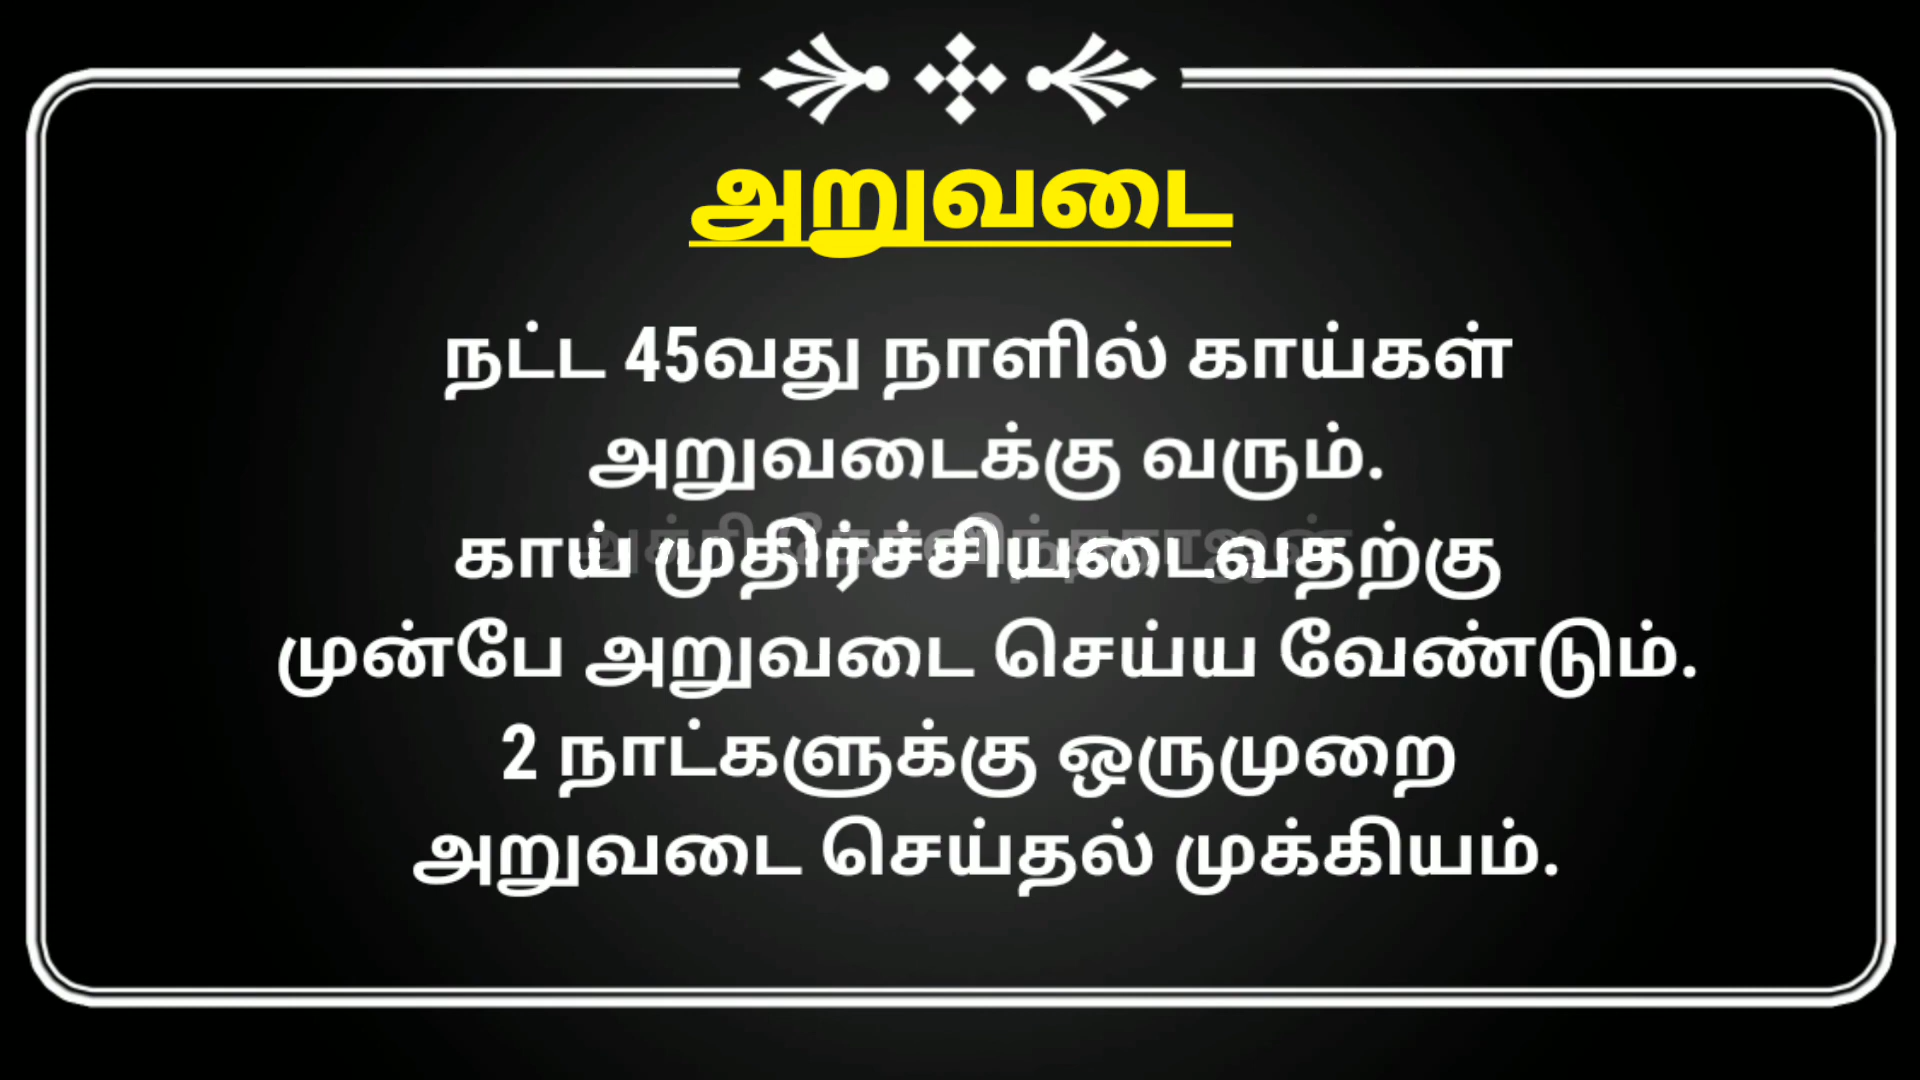 அறுவடை
நட்ட 45வது நாளில் காய்கள்
அறுவடைக்கு வரும்.
காய் முதிர்ச்சியடைவதற்கு
முன்பே அறுவடை செய்ய வேண்டும்.
2 நாட்களுக்கு ஒருமுறை
அறுவடை செய்தல் முக்கியம்.